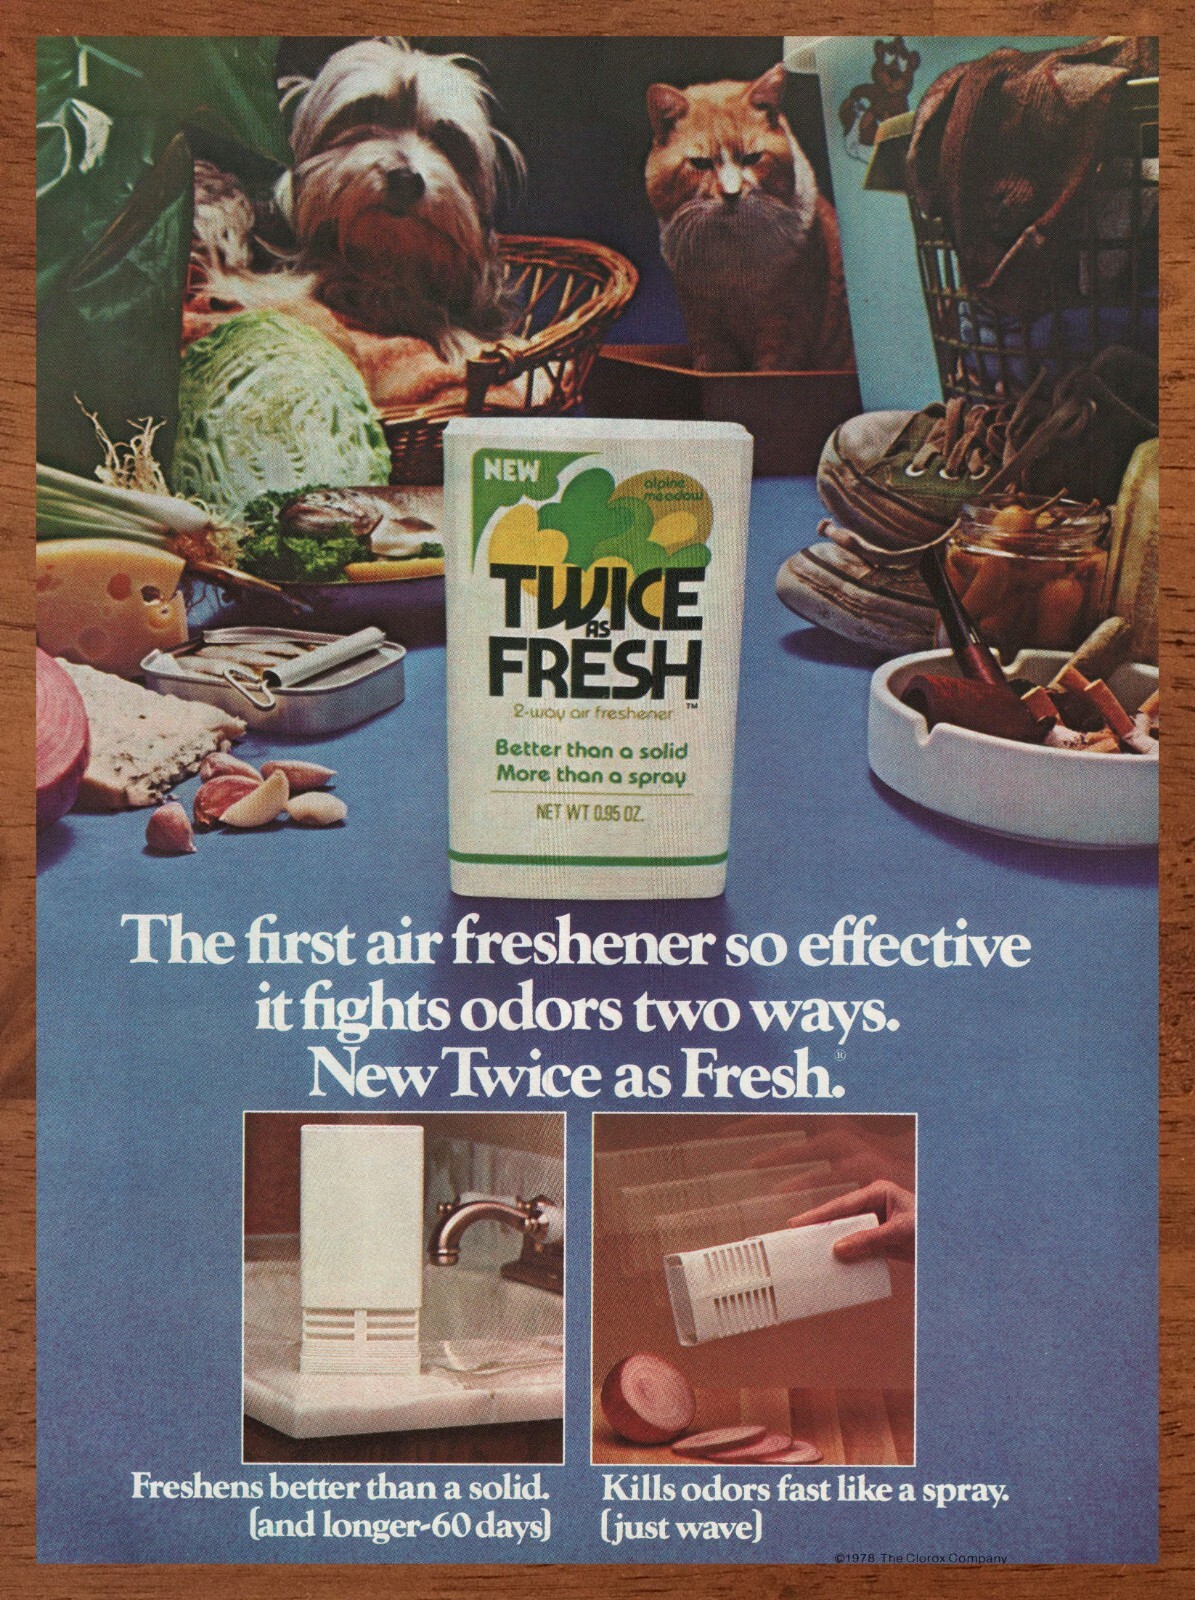 NEW
alpine
meadow
TWICE
AS
FRESH™
2-way air freshener
Better than a solid
More than a spray
NET WT 0.95 OZ.
The first air freshener so effective
it fights odors two ways.
New Twice as Fresh.®
Freshens better than a solid.
(and longer-60 days)
Kills odors fast like a spray.
(just wave)
©1978 The Clorox Company